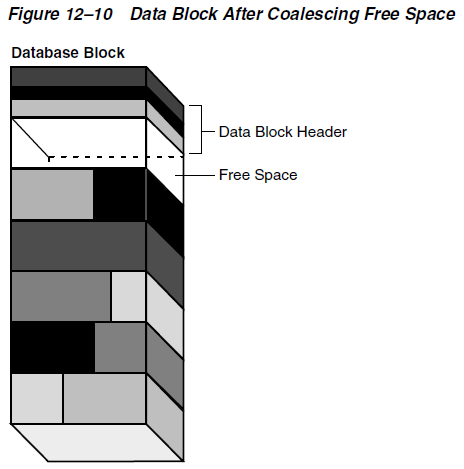 Figure 12–10 Data Block After Coalescing Free Space
Database Block
Data Block Header
Free Space